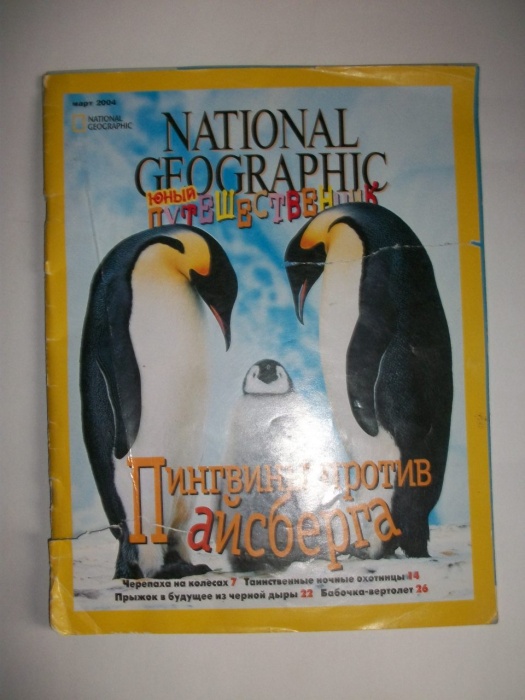 март 2004
NATIONAL
GEOGRAPHIC
NATIONAL
GEOGRAPHIC
ЮНЫЙ
ПУТЕШЕСТВЕННИК
Пингвины против
айсберга
Черепаха на колёсах 7 Таинственные ночные охотницы 14
Прыжок в будущее из черной дыры 22 Бабочка-вертолет 26